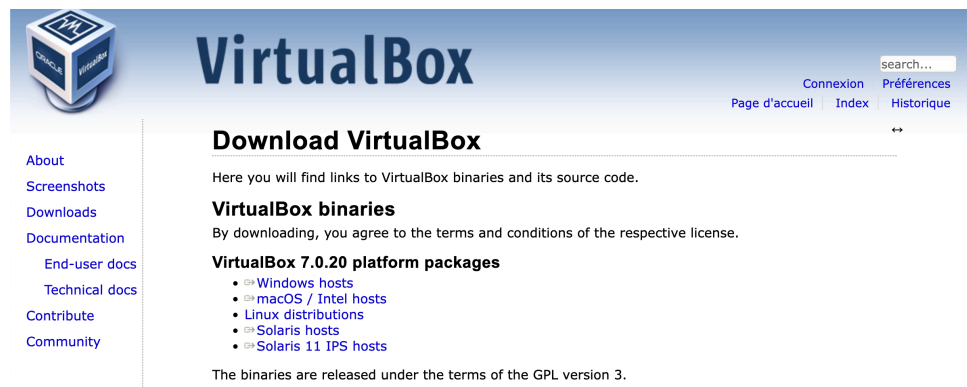 ORACLE
VirtualBox
VirtualBox
search...
Connexion Préférences
Page d'accueil Index Historique
About
Screenshots
Downloads
Documentation
End-user docs
Technical docs
Contribute
Community
Download VirtualBox
Here you will find links to VirtualBox binaries and its source code.
VirtualBox binaries
By downloading, you agree to the terms and conditions of the respective license.
VirtualBox 7.0.20 platform packages
Windows hosts
macOS / Intel hosts
Linux distributions
Solaris hosts
Solaris 11 IPS hosts
The binaries are released under the terms of the GPL version 3.